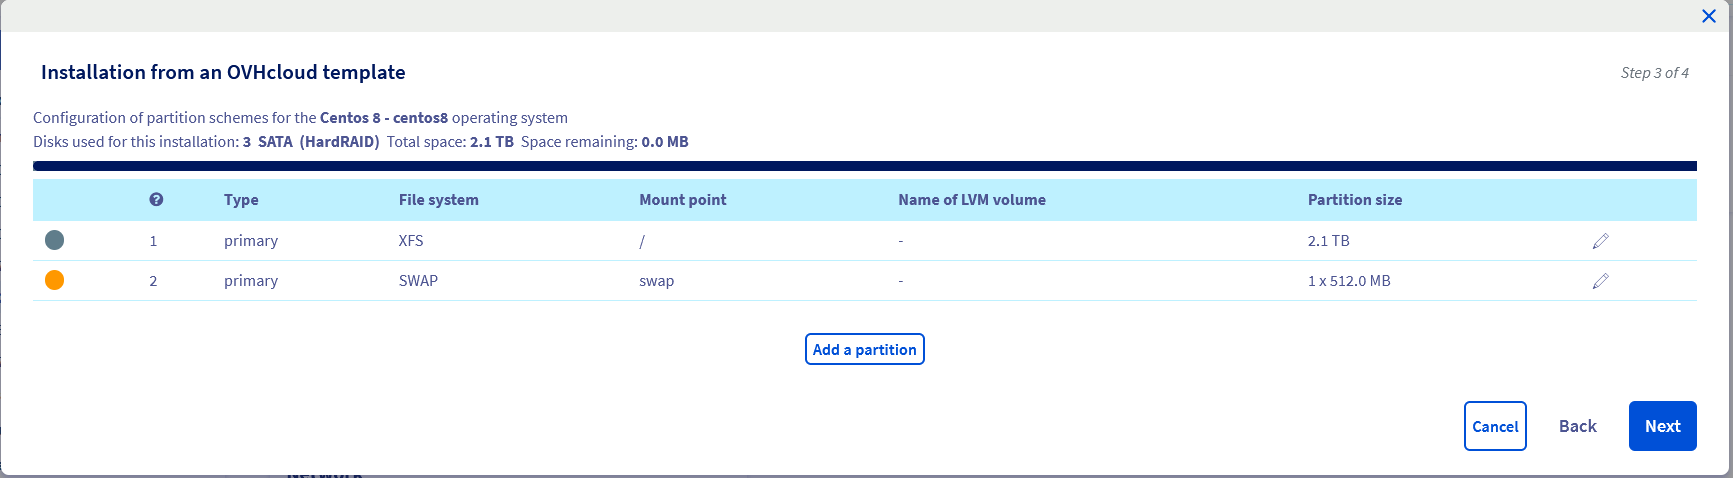 Installation from an OVHcloud template
Step 3 of 4
Configuration of partition schemes for the Centos 8 - centos8 operating system
Disks used for this installation: 3 SATA (HardRAID) Total space: 2.1 TB Space remaining: 0.0 MB
? Type File system Mount point Name of LVM volume Partition size
1 primary XFS / - 2.1 TB
2 primary SWAP swap - 1 x 512.0 MB
Add a partition
Cancel Back Next